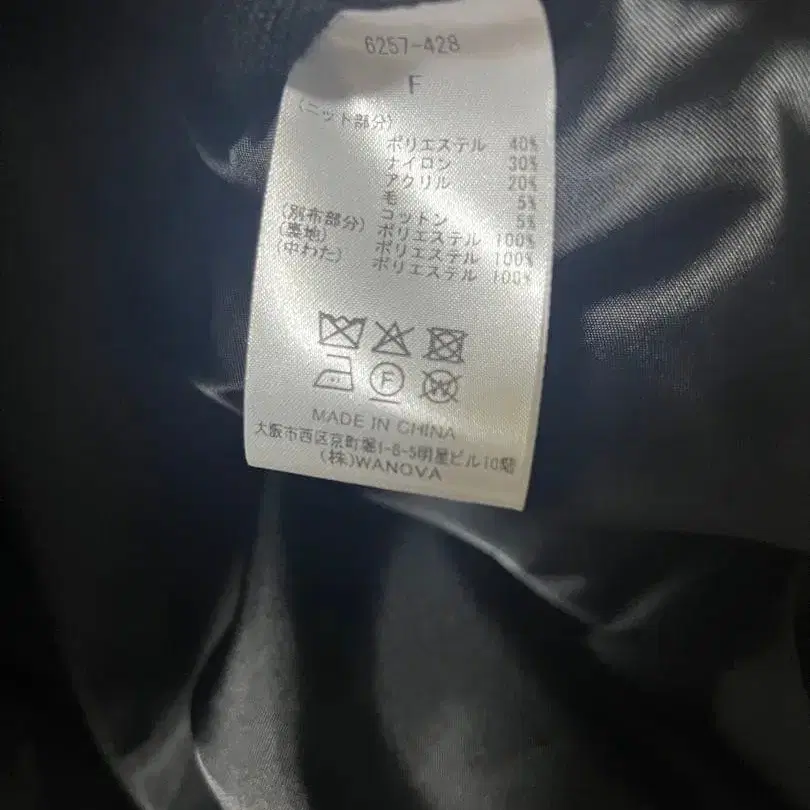 6257-428
F
(ニット部分)
ポリエステル 40%
ナイロン 30%
アクリル 20%
毛 5%
コットン 5%
(別布部分) ポリエステル 100%
(裏地) ポリエステル 100%
(中わた) ポリエステル 100%
F
W
MADE IN CHINA
大阪市西区京町堀1-8-5明星ビル10階
(株)WANOVA